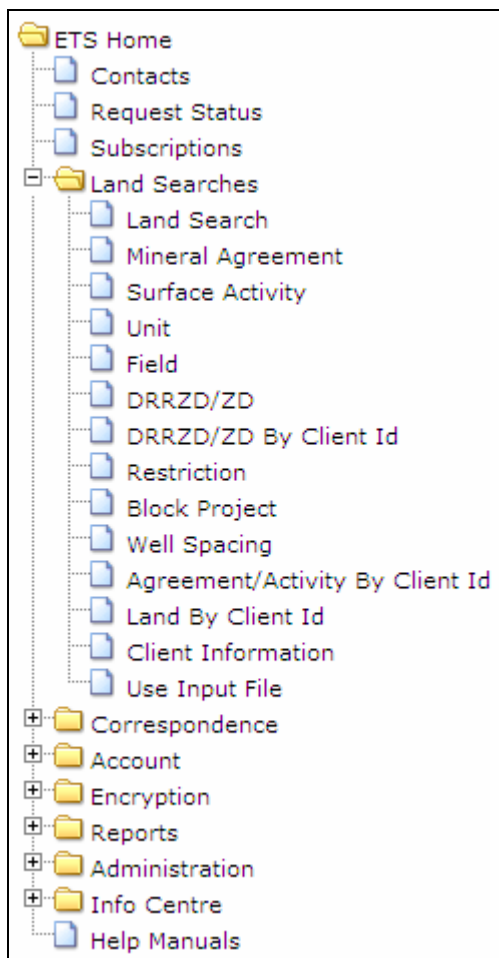 ETS Home
Contacts
Request Status
Subscriptions
Land Searches
Land Search
Mineral Agreement
Surface Activity
Unit
Field
DRRZD/ZD
DRRZD/ZD By Client Id
Restriction
Block Project
Well Spacing
Agreement/Activity By Client Id
Land By Client Id
Client Information
Use Input File
Correspondence
Account
Encryption
Reports
Administration
Info Centre
Help Manuals